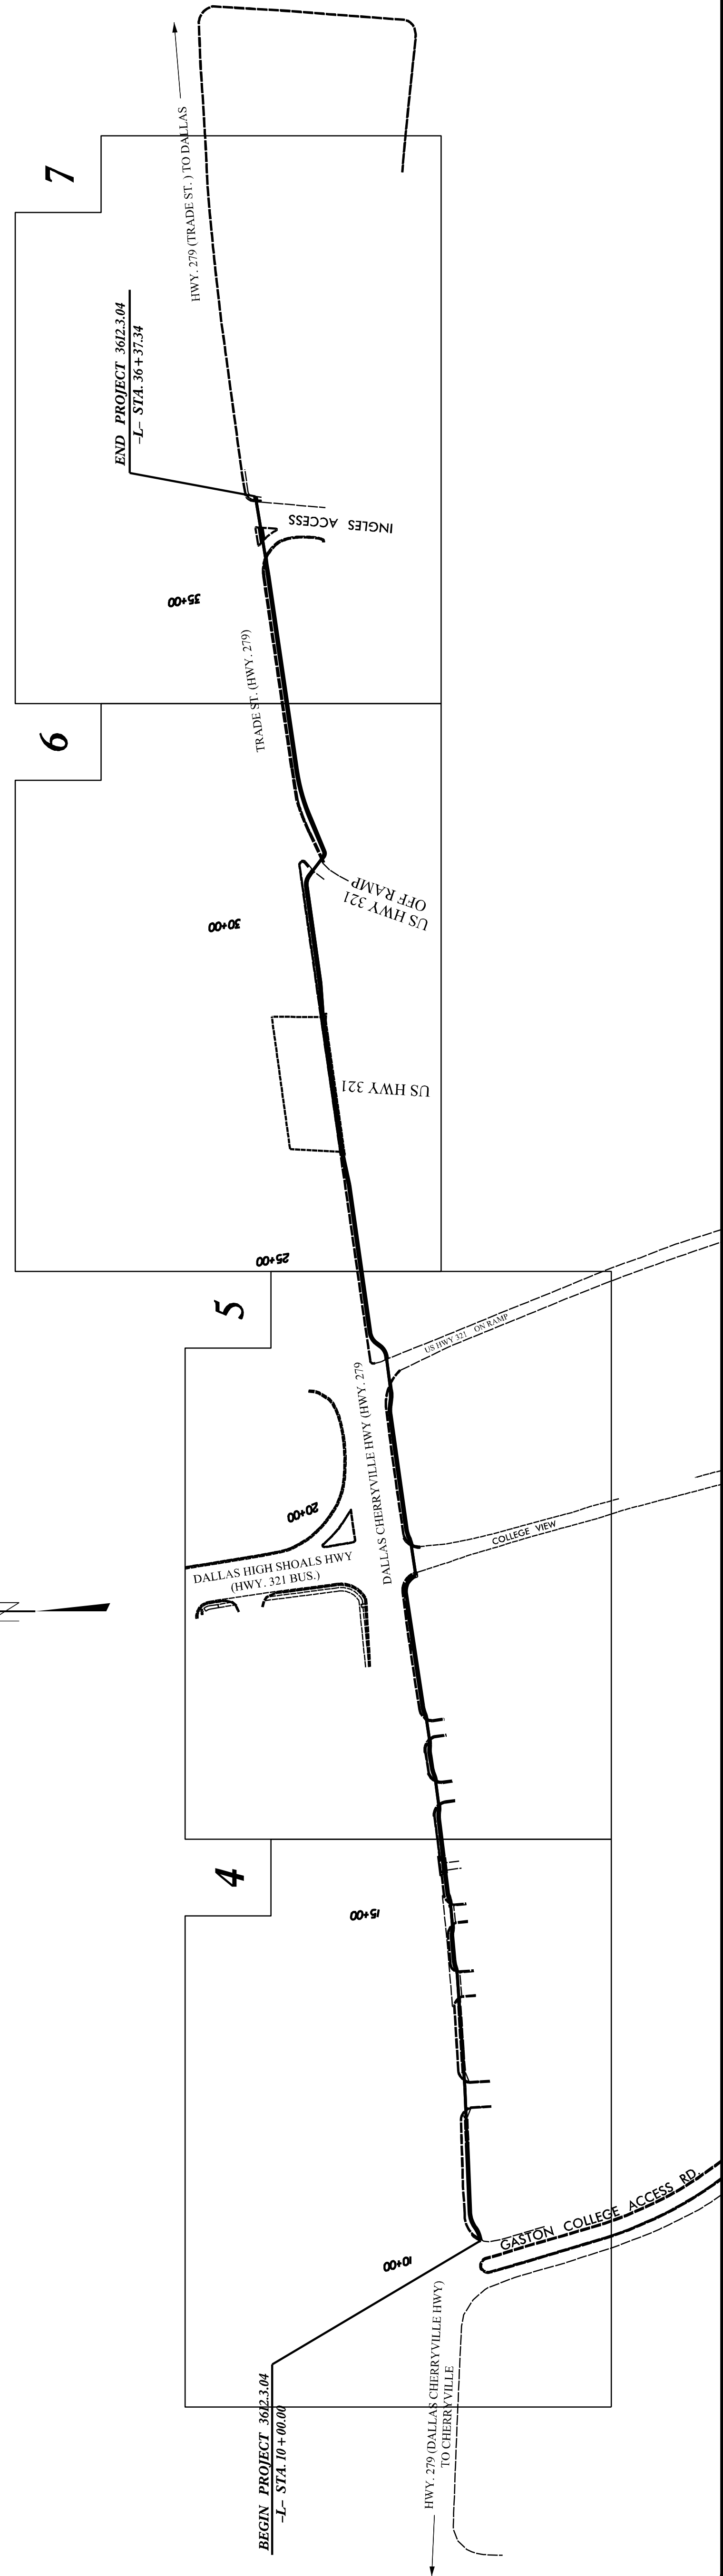 7
HWY. 279 (TRADE ST.) TO DALLAS
END PROJECT 3612.3.04
-L- STA. 36+37.34
INGLES ACCESS
35+00
TRADE ST. (HWY. 279)
6
US HWY 321
OFF RAMP
30+00
US HWY 321
25+00
5
US HWY 321 ON RAMP
DALLAS CHERRYVILLE HWY (HWY. 279
20+00
COLLEGE VIEW
DALLAS HIGH SHOALS HWY
(HWY. 321 BUS.)
4
15+00
GASTON COLLEGE ACCESS RD.
10+00
HWY. 279 (DALLAS CHERRYVILLE HWY)
TO CHERRYVILLE
BEGIN PROJECT 3612.3.04
-L- STA. 10+00.00